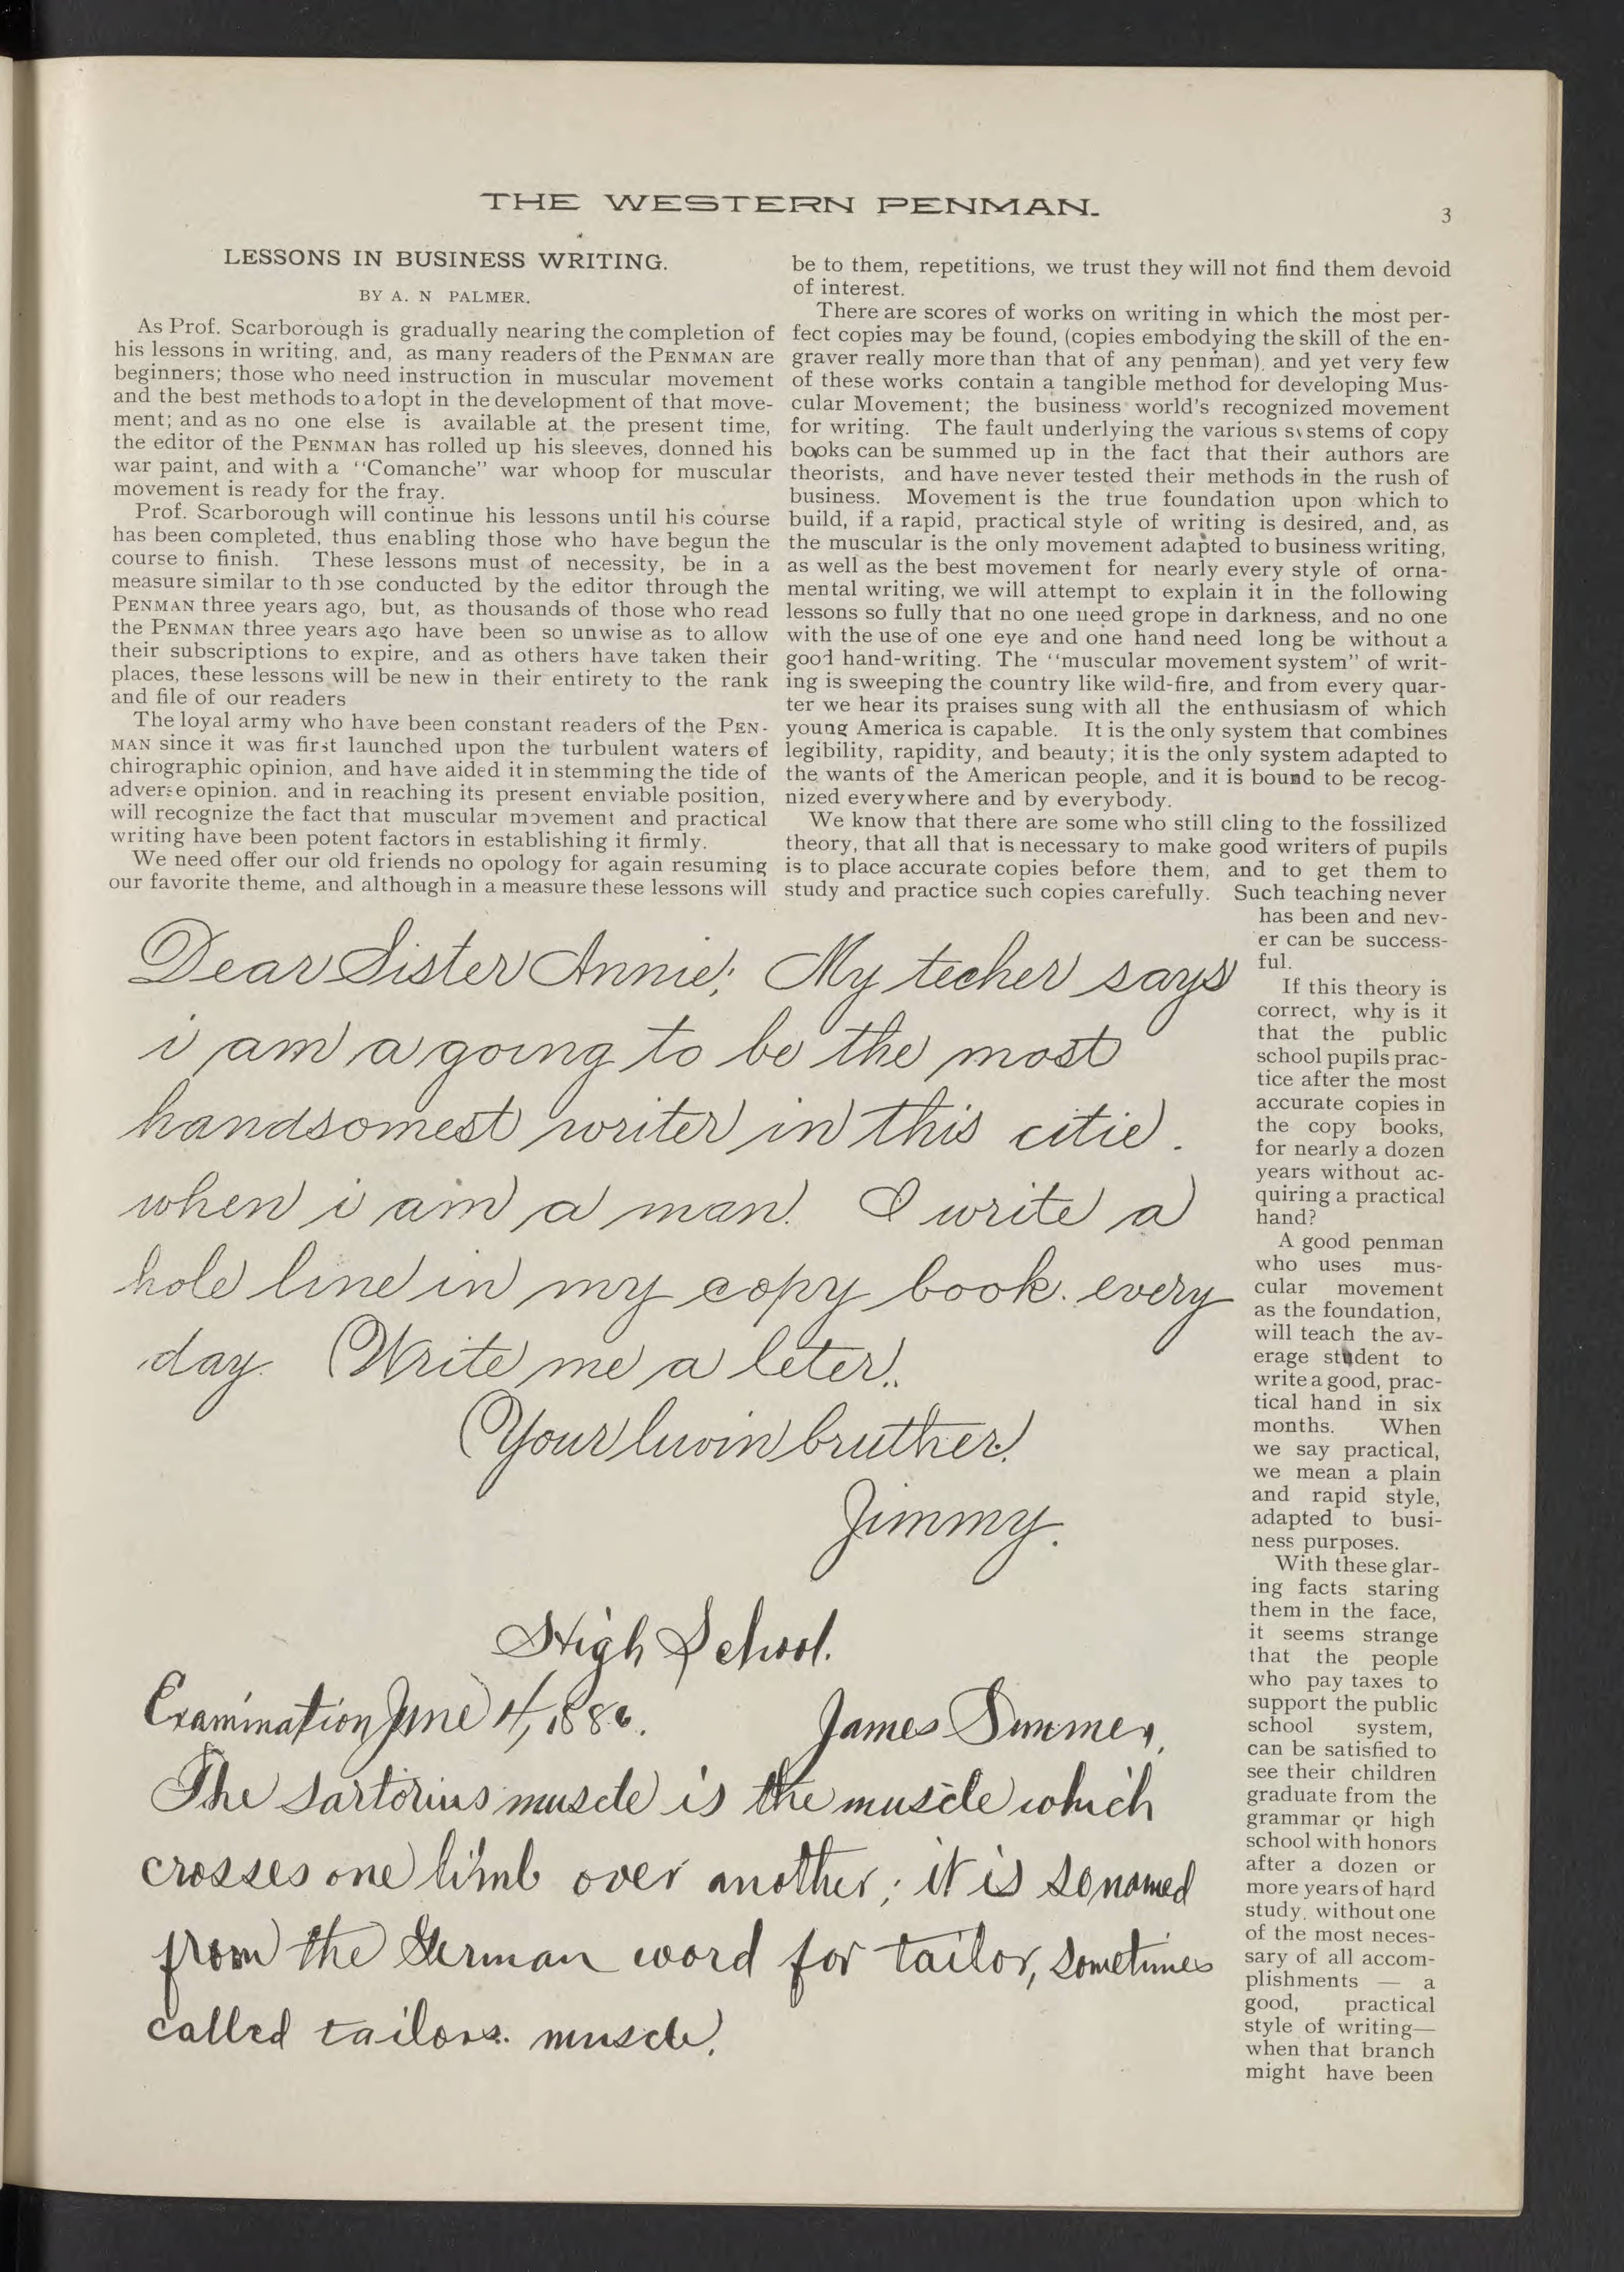 THE WESTERN PENMAN.
3
LESSONS IN BUSINESS WRITING.
BY A. N PALMER.
As Prof. Scarborough is gradually nearing the completion of
his lessons in writing, and, as many readers of the PENMAN are
beginners; those who need instruction in muscular movement
and the best methods to adopt in the development of that move-
ment; and as no one else is available at the present time,
the editor of the PENMAN has rolled up his sleeves, donned his
war paint, and with a "Comanche" war whoop for muscular
movement is ready for the fray.
Prof. Scarborough will continue his lessons until his course
has been completed, thus enabling those who have begun the
course to finish. These lessons must of necessity, be in a
measure similar to those conducted by the editor through the
PENMAN three years ago, but, as thousands of those who read
the PENMAN three years ago have been so unwise as to allow
their subscriptions to expire, and as others have taken their
places, these lessons will be new in their entirety to the rank
and file of our readers
The loyal army who have been constant readers of the PEN-
MAN since it was first launched upon the turbulent waters of
chirographic opinion, and have aided it in stemming the tide of
adverse opinion. and in reaching its present enviable position,
will recognize the fact that muscular movement and practical
writing have been potent factors in establishing it firmly.
We need offer our old friends no opology for again resuming
our favorite theme, and although in a measure these lessons will
be to them, repetitions, we trust they will not find them devoid
of interest.
There are scores of works on writing in which the most per-
fect copies may be found, (copies embodying the skill of the en-
graver really more than that of any penman), and yet very few
of these works contain a tangible method for developing Mus-
cular Movement; the business world's recognized movement
for writing. The fault underlying the various systems of copy
books can be summed up in the fact that their authors are
theorists, and have never tested their methods in the rush of
business. Movement is the true foundation upon which to
build, if a rapid, practical style of writing is desired, and, as
the muscular is the only movement adapted to business writing,
as well as the best movement for nearly every style of orna-
mental writing, we will attempt to explain it in the following
lessons so fully that no one need grope in darkness, and no one
with the use of one eye and one hand need long be without a
good hand-writing. The "muscular movement system" of writ-
ing is sweeping the country like wild-fire, and from every quar-
ter we hear its praises sung with all the enthusiasm of which
young America is capable. It is the only system that combines
legibility, rapidity, and beauty; it is the only system adapted to
the wants of the American people, and it is bound to be recog-
nized everywhere and by everybody.
We know that there are some who still cling to the fossilized
theory, that all that is necessary to make good writers of pupils
is to place accurate copies before them, and to get them to
study and practice such copies carefully. Such teaching never
has been and nev-
er can be success-
ful.
If this theory is
correct, why is it
that the public
school pupils prac-
tice after the most
accurate copies in
the copy books,
for nearly a dozen
years without ac-
quiring a practical
hand?
A good penman
who uses mus-
cular movement
as the foundation,
will teach the av-
erage student to
write a good, prac-
tical hand in six
months. When
we say practical,
we mean a plain
and rapid style,
adapted to busi-
ness purposes.
With these glar-
ing facts staring
them in the face,
it seems strange
that the people
who pay taxes to
support the public
school system,
can be satisfied to
see their children
graduate from the
grammar or high
school with honors
after a dozen or
more years of hard
study, without one
of the most neces-
sary of all accom-
plishments — a
good, practical
style of writing—
when that branch
might have been
Dear Sister Annie; My techer says
i am a going to be the most
handsomest writer in this citie.
when i am a man. I write a
hole line in my copy book. every
day. Write me a leter.
Your luvin bruther.
Jimmy.
High School.
Examination June 4, 1886. James Summer,
The Sartorius muscle is the muscle which
crosses one limb over another; it is so named
from the German word for tailor, sometimes
called tailors. muscle.